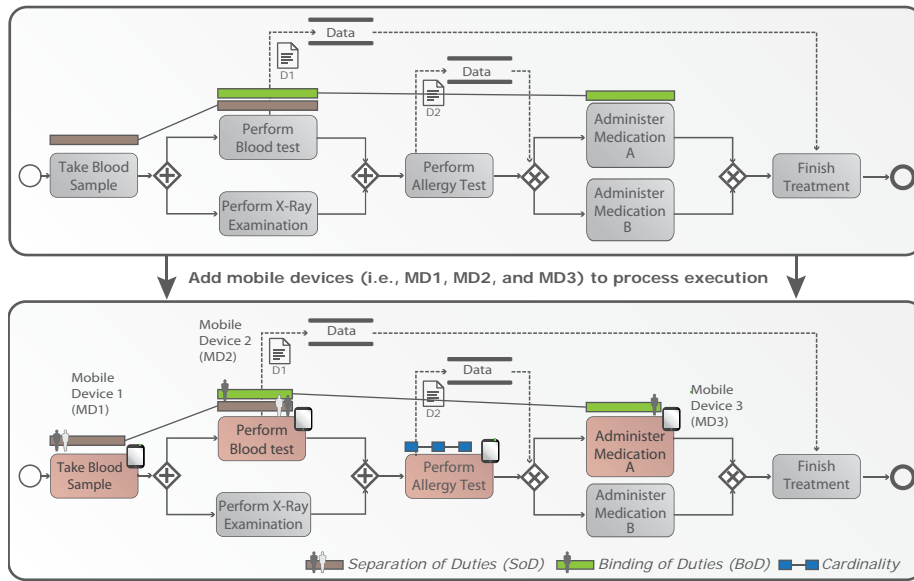 Data
D1
Data
D2
Perform
Blood test
Administer
Medication
A
Take Blood
Sample
Perform
Allergy Test
Finish
Treatment
Perform X-Ray
Examination
Administer
Medication
B
Add mobile devices (i.e., MD1, MD2, and MD3) to process execution
Mobile
Device 2
(MD2)
Data
D1
Data
D2
Mobile
Device 1
(MD1)
Mobile
Device 3
(MD3)
Perform
Blood test
Administer
Medication
A
Take Blood
Sample
Perform
Allergy Test
Finish
Treatment
Perform X-Ray
Examination
Administer
Medication
B
Separation of Duties (SoD)
Binding of Duties (BoD)
Cardinality